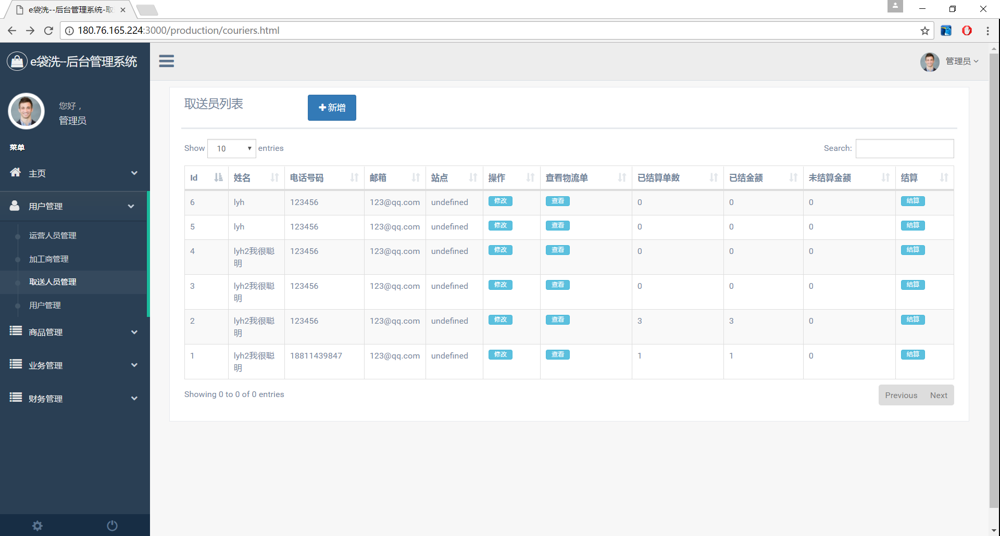 e袋洗--后台管理系统-取
180.76.165.224:3000/production/couriers.html
e袋洗--后台管理系统
管理员
您好，
管理员
菜单
主页
用户管理
运营人员管理
加工商管理
取送人员管理
用户管理
商品管理
业务管理
财务管理
取送员列表
新增
Show 10 entries
Search:
Id 姓名 电话号码 邮箱 站点 操作 查看物流单 已结算单数 已结金额 未结算金额 结算
6 lyh 123456 123@qq.com undefined 修改 查看 0 0 0 结算
5 lyh 123456 123@qq.com undefined 修改 查看 0 0 0 结算
4 lyh2我很聪 123456 123@qq.com undefined 修改 查看 0 0 0 结算
明
3 lyh2我很聪 123456 123@qq.com undefined 修改 查看 0 0 0 结算
明
2 lyh2我很聪 123456 123@qq.com undefined 修改 查看 3 3 0 结算
明
1 lyh2我很聪 18811439847 123@qq.com undefined 修改 查看 1 1 0 结算
明
Showing 0 to 0 of 0 entries
Previous Next